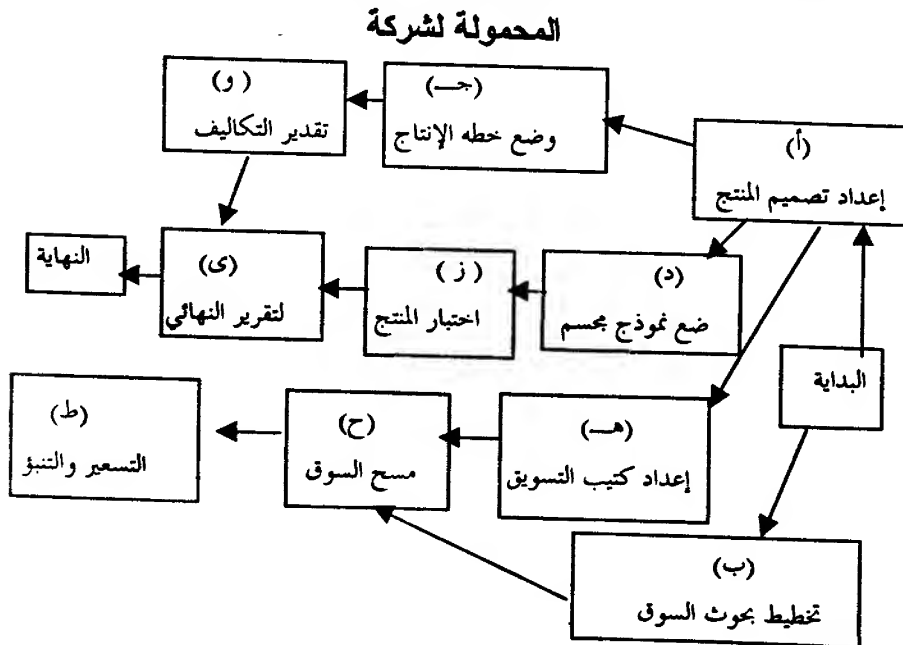 المحمولة لشركة
(أ)
إعداد تصميم المنتج
(جـ)
وضع خطه الإنتاج
(و)
تقدير التكاليف
البداية
(د)
ضع نموذج مجسم
(ز)
اختبار المنتج
(ى)
لتقرير النهائي
النهاية
(هـ)
إعداد كتيب التسويق
(ح)
مسح السوق
(ط)
التسعير والتنبؤ
(ب)
تخطيط بحوث السوق